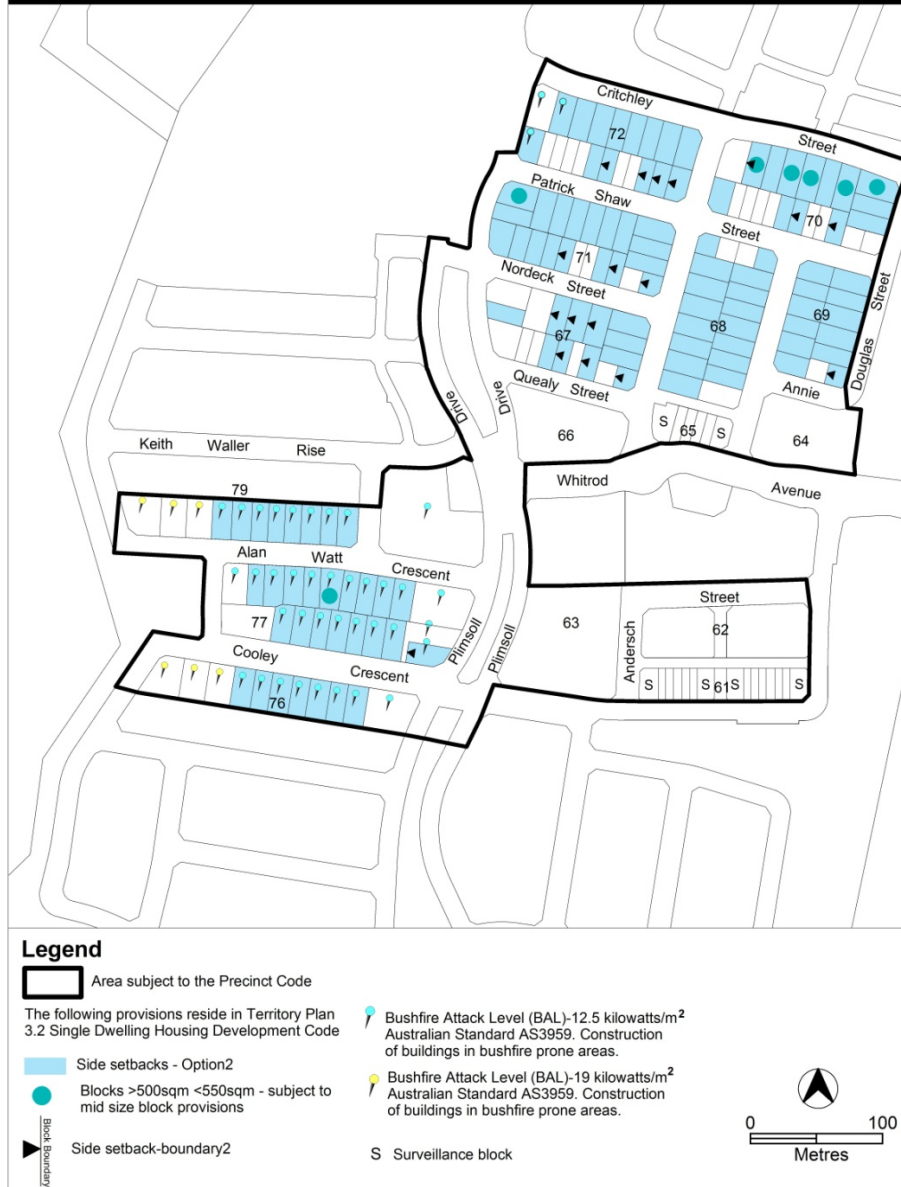 Critchley
Street
72
Patrick Shaw
Street
70
71
Nordeck Street
67
68
69
Douglas Street
Drive
Drive
Quealy Street
Annie
66
S 65 S
64
Keith Waller Rise
79
Whitrod
Avenue
Alan Watt
Crescent
77
Cooley
Crescent
76
Plimsoll
Plimsoll
63
Andersch
Street
62
S S S S
61
Legend
Area subject to the Precinct Code
The following provisions reside in Territory Plan
3.2 Single Dwelling Housing Development Code
Side setbacks - Option2
Blocks >500sqm <550sqm - subject to
mid size block provisions
Block Boundary
Side setback-boundary2
Bushfire Attack Level (BAL)-12.5 kilowatts/m²
Australian Standard AS3959. Construction
of buildings in bushfire prone areas.
Bushfire Attack Level (BAL)-19 kilowatts/m²
Australian Standard AS3959. Construction
of buildings in bushfire prone areas.
S Surveillance block
0 100
Metres